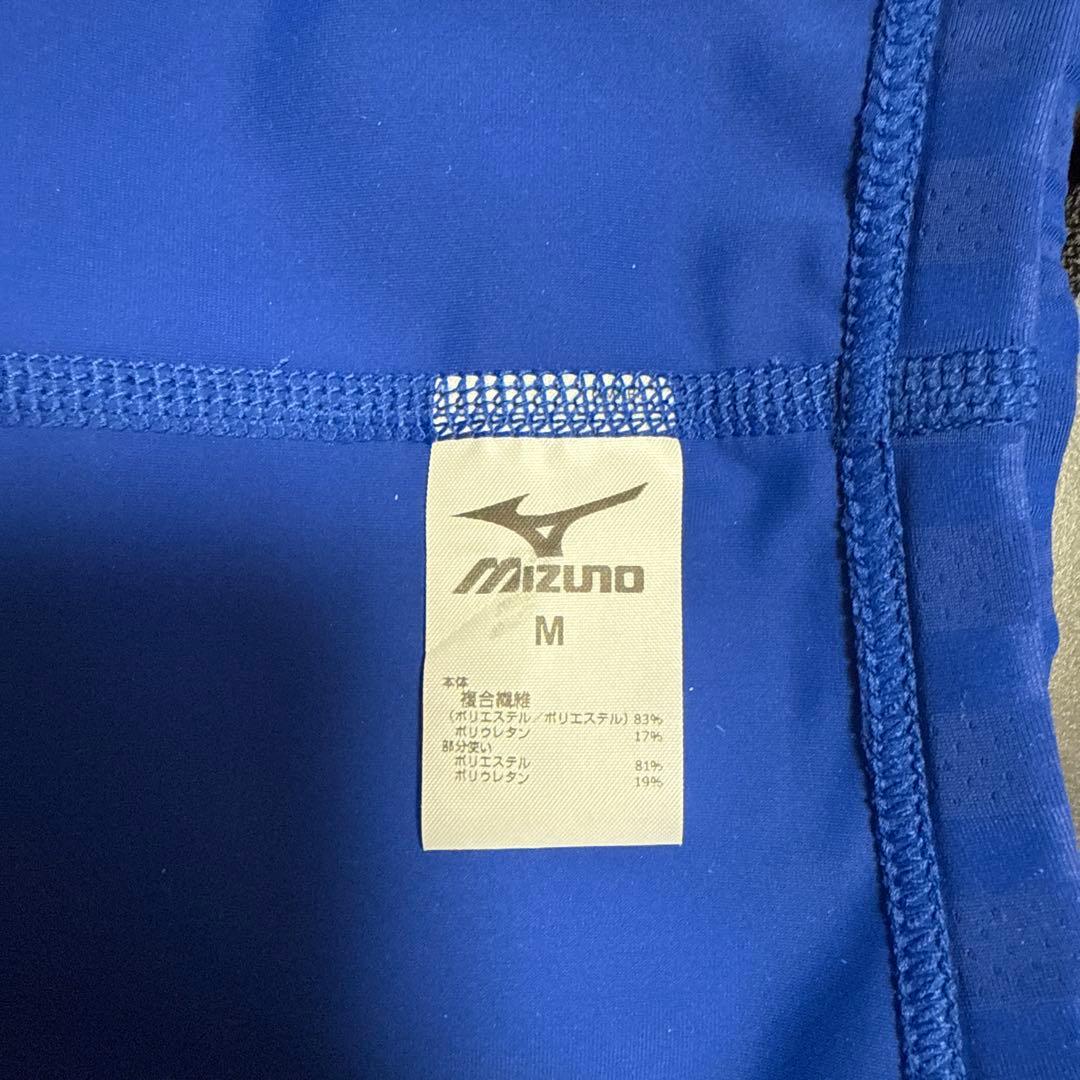 MIZUNO
M
本体
複合繊維
(ポリエステル/ポリエステル) 83%
ポリウレタン 17%
部分使い
ポリエステル 81%
ポリウレタン 19%